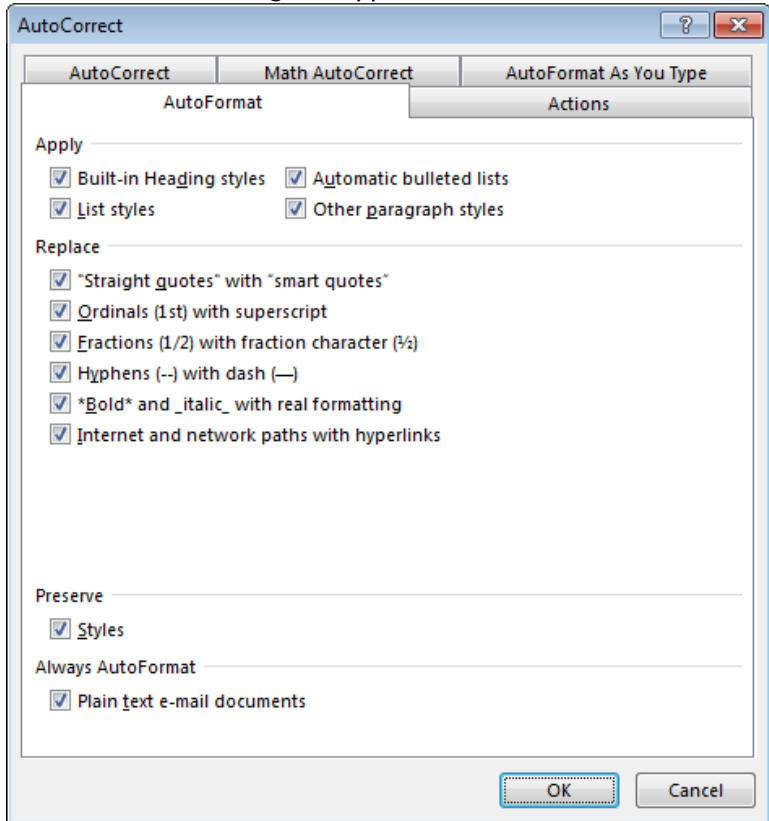 AutoCorrect
AutoCorrect Math AutoCorrect AutoFormat As You Type
AutoFormat Actions
Apply
Built-in Heading styles Automatic bulleted lists
List styles Other paragraph styles
Replace
"Straight quotes" with “smart quotes”
Ordinals (1st) with superscript
Fractions (1/2) with fraction character (½)
Hyphens (--) with dash (—)
*Bold* and _italic_ with real formatting
Internet and network paths with hyperlinks
Preserve
Styles
Always AutoFormat
Plain text e-mail documents
OK Cancel